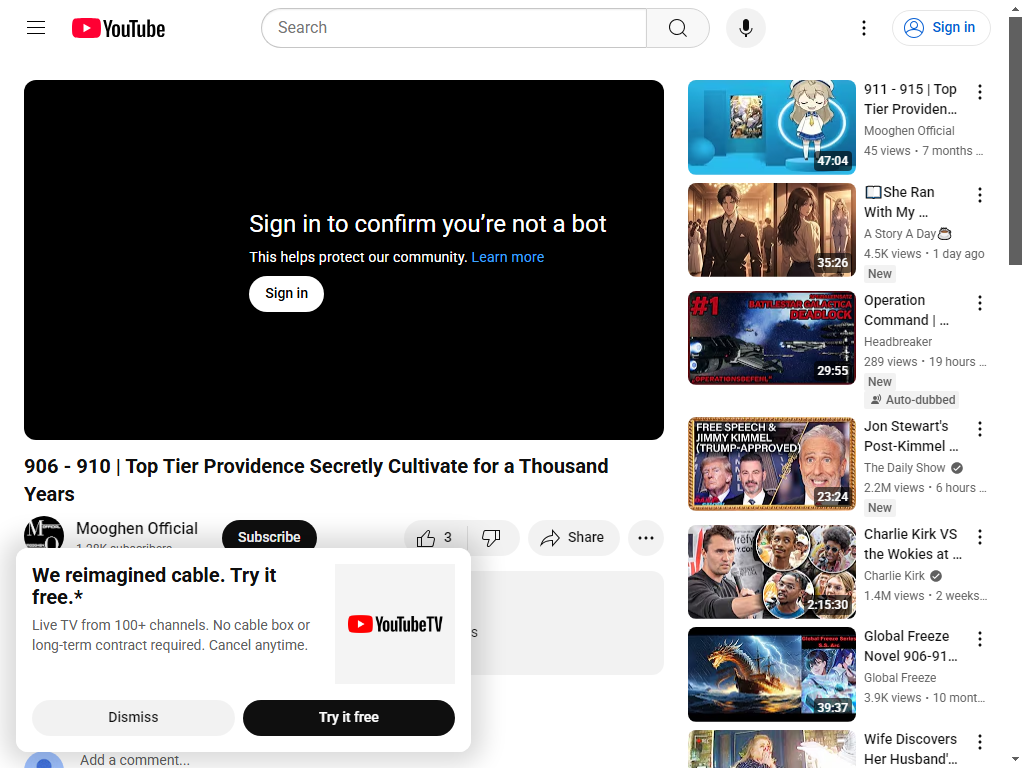 YouTube
Search
Sign in
Sign in to confirm you're not a bot
This helps protect our community. Learn more
Sign in
906 - 910 | Top Tier Providence Secretly Cultivate for a Thousand
Years
Mooghen Official
Subscribe
3
Share
We reimagined cable. Try it
free.*
Live TV from 100+ channels. No cable box or
long-term contract required. Cancel anytime.
YouTubeTV
Dismiss
Try it free
Add a comment...
47:04
911 - 915 | Top
Tier Providen...
Mooghen Official
45 views • 7 months ...
35:26
She Ran
With My ...
A Story A Day
4.5K views • 1 day ago
New
#1
BATTLESTAR GALACTICA
DEADLOCK
"OPERATIONSBEFEHL"
29:55
Operation
Command | ...
Headbreaker
289 views • 19 hours ...
New
Auto-dubbed
FREE SPEECH &
JIMMY KIMMEL
(TRUMP-APPROVED)
23:24
Jon Stewart's
Post-Kimmel ...
The Daily Show
2.2M views • 6 hours ...
New
2:15:30
Charlie Kirk VS
the Wokies at ...
Charlie Kirk
1.4M views • 2 weeks...
Global Freeze Series
S.S. Arc
39:37
Global Freeze
Novel 906-91...
Global Freeze
3.9K views • 10 mont...
Wife Discovers
Her Husband'...